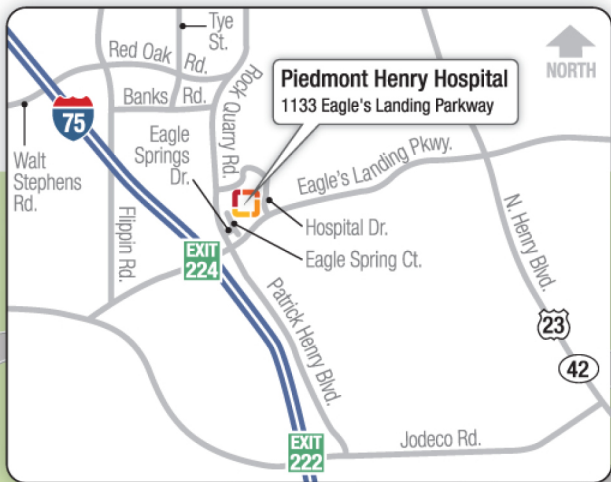 Tye
St.
Red Oak Rd.
NORTH
Piedmont Henry Hospital
1133 Eagle's Landing Parkway
Banks Rd.
75
Rock Quarry Rd.
Eagle
Springs
Dr.
Walt
Stephens
Rd.
Eagle's Landing Pkwy.
Flippin Rd.
N. Henry Blvd.
Hospital Dr.
Eagle Spring Ct.
EXIT
224
Patrick Henry Blvd.
23
42
Jodeco Rd.
EXIT
222